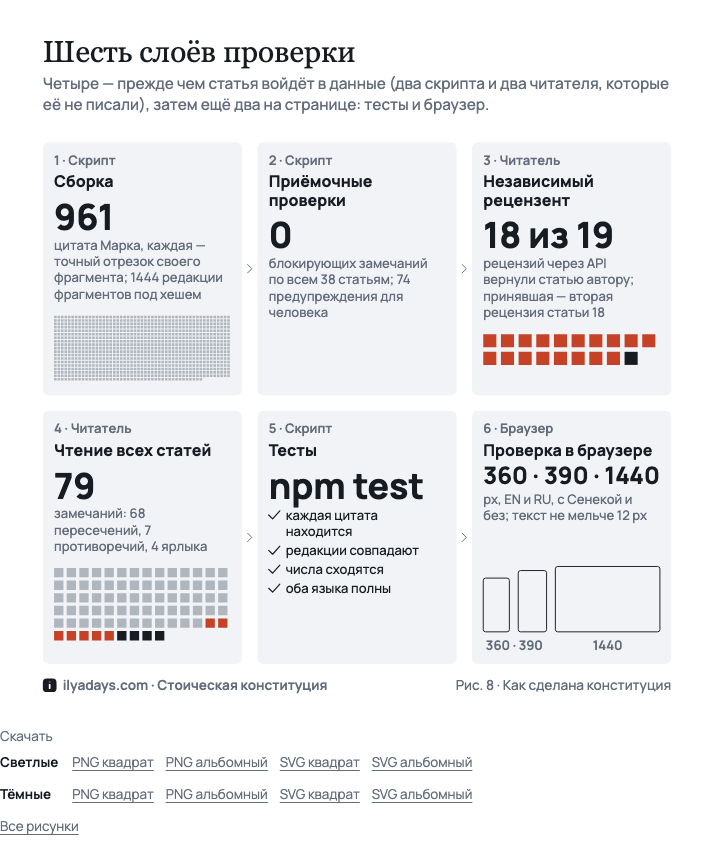 Шесть слоёв проверки
Четыре — прежде чем статья войдёт в данные (два скрипта и два читателя, которые
её не писали), затем ещё два на странице: тесты и браузер.
1 · Скрипт
Сборка
961
цитата Марка, каждая —
точный отрезок своего
фрагмента; 1444 редакции
фрагментов под хешем
2 · Скрипт
Приёмочные
проверки
0
блокирующих замечаний
по всем 38 статьям; 74
предупреждения для
человека
3 · Читатель
Независимый
рецензент
18 из 19
рецензий через API
вернули статью автору;
принявшая — вторая
рецензия статьи 18
4 · Читатель
Чтение всех статей
79
замечаний: 68
пересечений, 7
противоречий, 4 ярлыка
5 · Скрипт
Тесты
npm test
каждая цитата
находится
редакции совпадают
числа сходятся
оба языка полны
6 · Браузер
Проверка в браузере
360 · 390 · 1440
px, EN и RU, с Сенекой и
без; текст не мельче 12 px
360 · 390
1440
ilyadays.com · Стоическая конституция
Рис. 8 · Как сделана конституция
Скачать
Светлые PNG квадрат PNG альбомный SVG квадрат SVG альбомный
Тёмные PNG квадрат PNG альбомный SVG квадрат SVG альбомный
Все рисунки